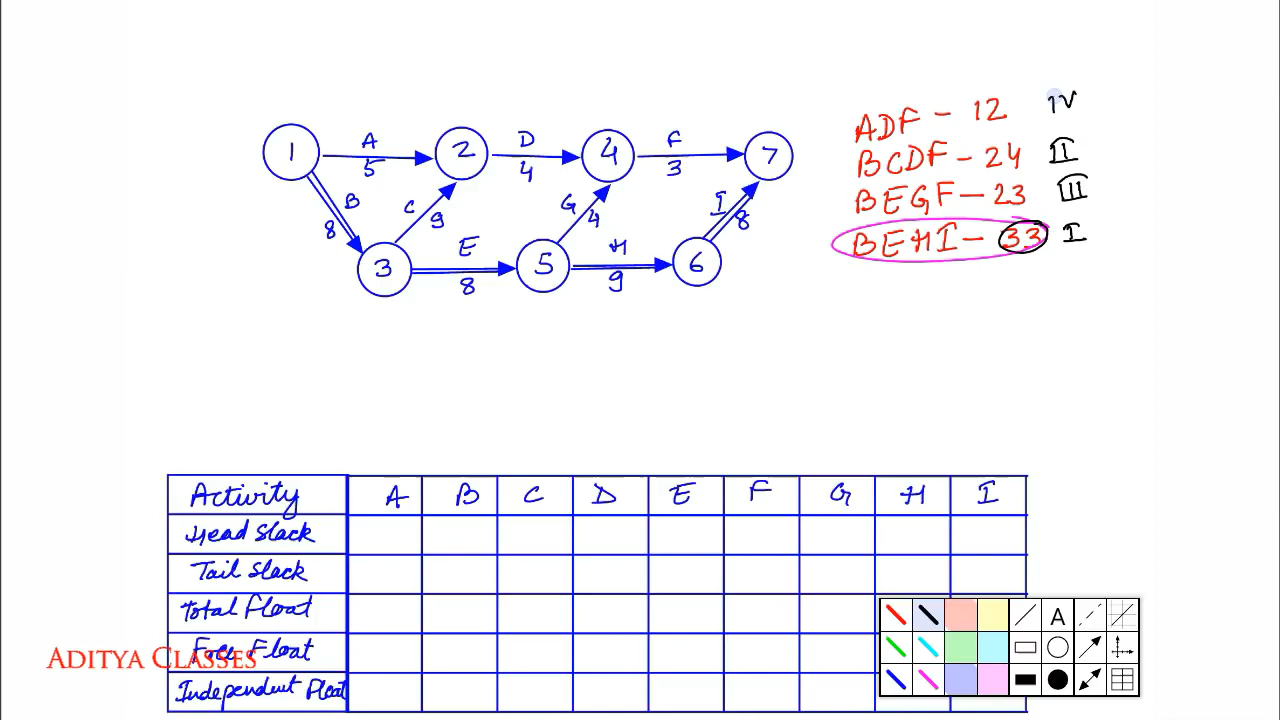 ADF - 12 IV
BCDF - 24 II
BEGF - 23 III
BEHI - 33 I
1 A 5 2 D 4 4 F 3 7
B 8 C 9 G 4 I 8
3 E 8 5 H 9 6
Activity A B C D E F G H I
Head Slack
Tail Slack
Total Float
Free Float
Independent Float
ADITYA CLASSES
A